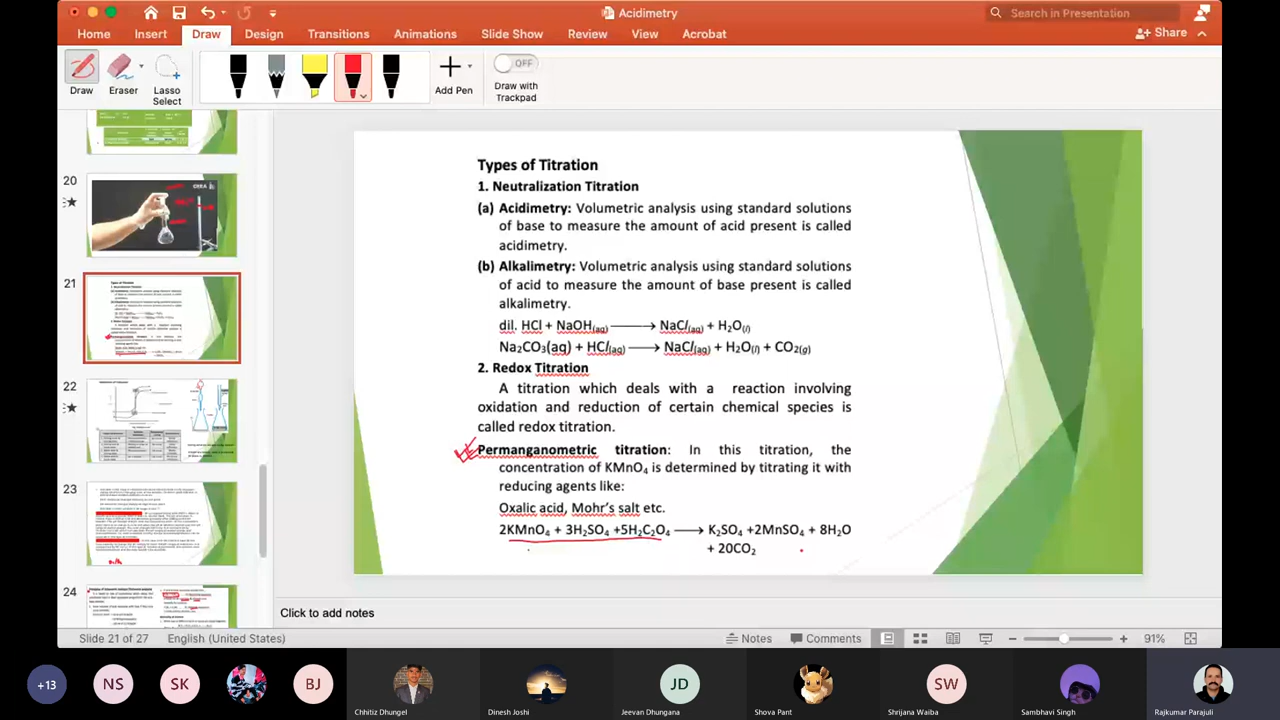 Acidimetry
Search in Presentation
Home Insert Draw Design Transitions Animations Slide Show Review View Acrobat
Share
OFF
Draw Eraser Lasso Select Add Pen Draw with Trackpad
20
21
22
23
24
Types of Titration
1. Neutralization Titration
(a) Acidimetry: Volumetric analysis using standard solutions
of base to measure the amount of acid present is called
acidimetry.
(b) Alkalimetry: Volumetric analysis using standard solutions
of acid to measure the amount of base present is called
alkalimetry.
dil. HCl + NaOH(aq) ⟶ NaCl(aq) + H₂O(l)
Na₂CO₃(aq) + HCl(aq) ⟶ NaCl(aq) + H₂O(l) + CO₂(g)
2. Redox Titration
A titration which deals with a reaction involving
oxidation and reduction of certain chemical species is
called redox titration.
Permanganometric titration: In this titration, the
concentration of KMnO₄ is determined by titrating it with
reducing agents like:
Oxalic acid, Mohr's salt etc.
2KMnO₄ + 3H₂SO₄ +5H₂C₂O₄ ⟶ K₂SO₄ +2MnSO₄ + 8H₂O
+ 20CO₂
Click to add notes
Slide 21 of 27 English (United States) Notes Comments 91%
+13 NS SK BJ JD SW
Chhitiz Dhungel Dinesh Joshi Jeevan Dhungana Shova Pant Shrijana Waiba Sambhavi Singh Rajkumar Parajuli